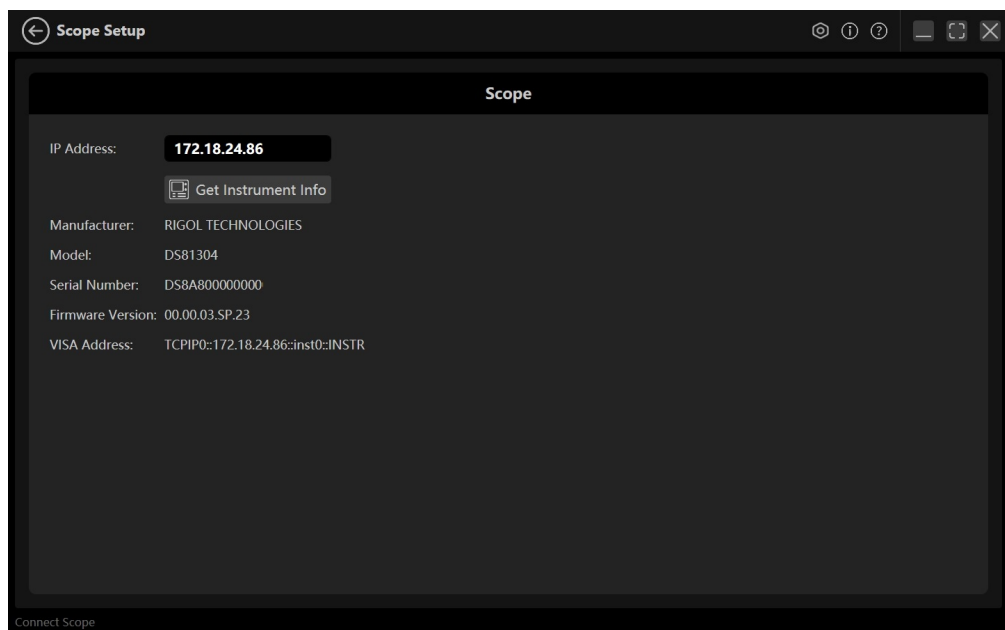 Scope Setup
Scope
IP Address: 172.18.24.86
Get Instrument Info
Manufacturer: RIGOL TECHNOLOGIES
Model: DS81304
Serial Number: DS8A800000000
Firmware Version: 00.00.03.SP.23
VISA Address: TCPIP0::172.18.24.86::inst0::INSTR
Connect Scope